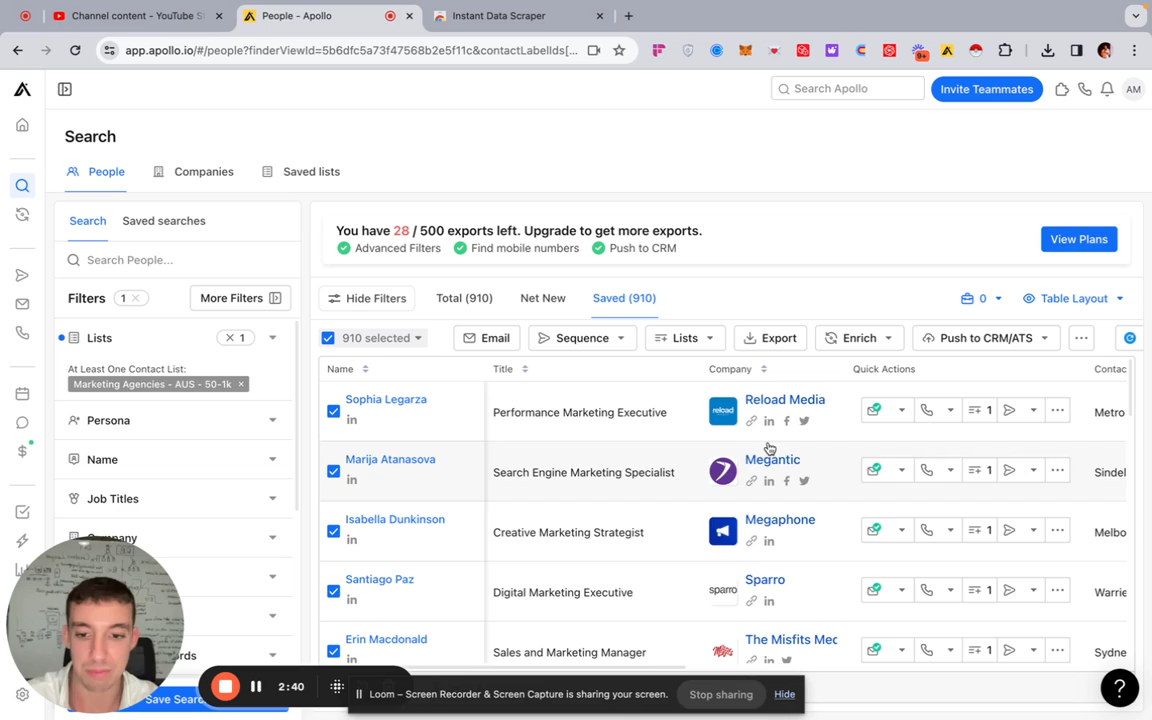 Channel content - YouTube St
People - Apollo
Instant Data Scraper
app.apollo.io/#/people?finderViewId=5b6dfc5a73f47568b2e5f11c&contactLabelIds[...
9+
Search Apollo
Invite Teammates
AM
Search
People
Companies
Saved lists
Search
Saved searches
You have 28 / 500 exports left. Upgrade to get more exports.
Advanced Filters
Find mobile numbers
Push to CRM
View Plans
Search People...
Filters
1
More Filters
Hide Filters
Total (910)
Net New
Saved (910)
0
Table Layout
Lists
1
910 selected
Email
Sequence
Lists
Export
Enrich
Push to CRM/ATS
At Least One Contact List:
Marketing Agencies - AUS - 50-1k
Name
Title
Company
Quick Actions
Contac
Sophia Legarza
Performance Marketing Executive
reload
Reload Media
1
Metro
Persona
Name
Marija Atanasova
Search Engine Marketing Specialist
Megantic
1
Sindel
Job Titles
Isabella Dunkinson
Creative Marketing Strategist
Megaphone
1
Melbo
Company
Santiago Paz
Digital Marketing Executive
sparro
Sparro
1
Warrie
Erin Macdonald
Sales and Marketing Manager
The Misfits Mec
1
Sydne
ords
Save Searc
2:40
Loom – Screen Recorder & Screen Capture is sharing your screen.
Stop sharing
Hide
?